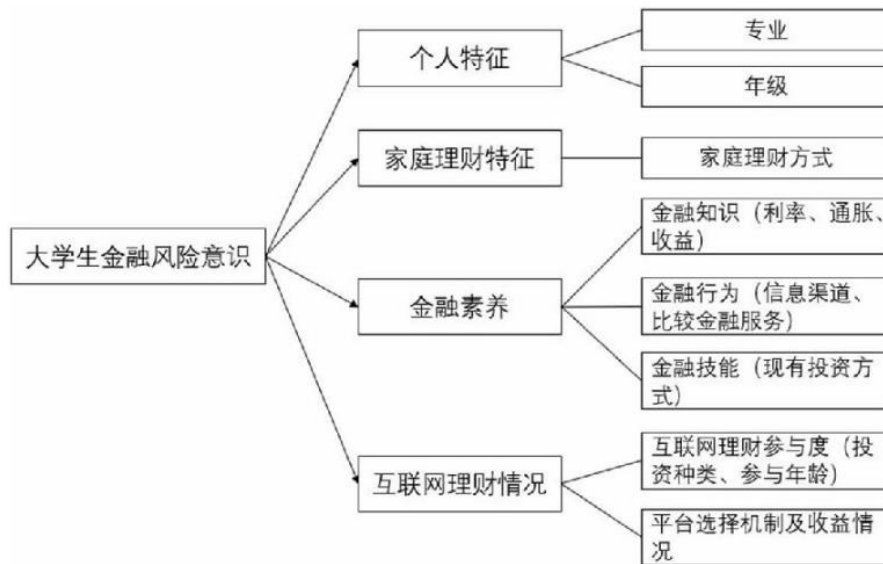 个人特征
专业
年级
家庭理财特征
家庭理财方式
大学生金融风险意识
金融素养
金融知识（利率、通胀、
收益）
金融行为（信息渠道、
比较金融服务）
金融技能（现有投资方
式）
互联网理财情况
互联网理财参与度（投
资种类、参与年龄）
平台选择机制及收益情
况